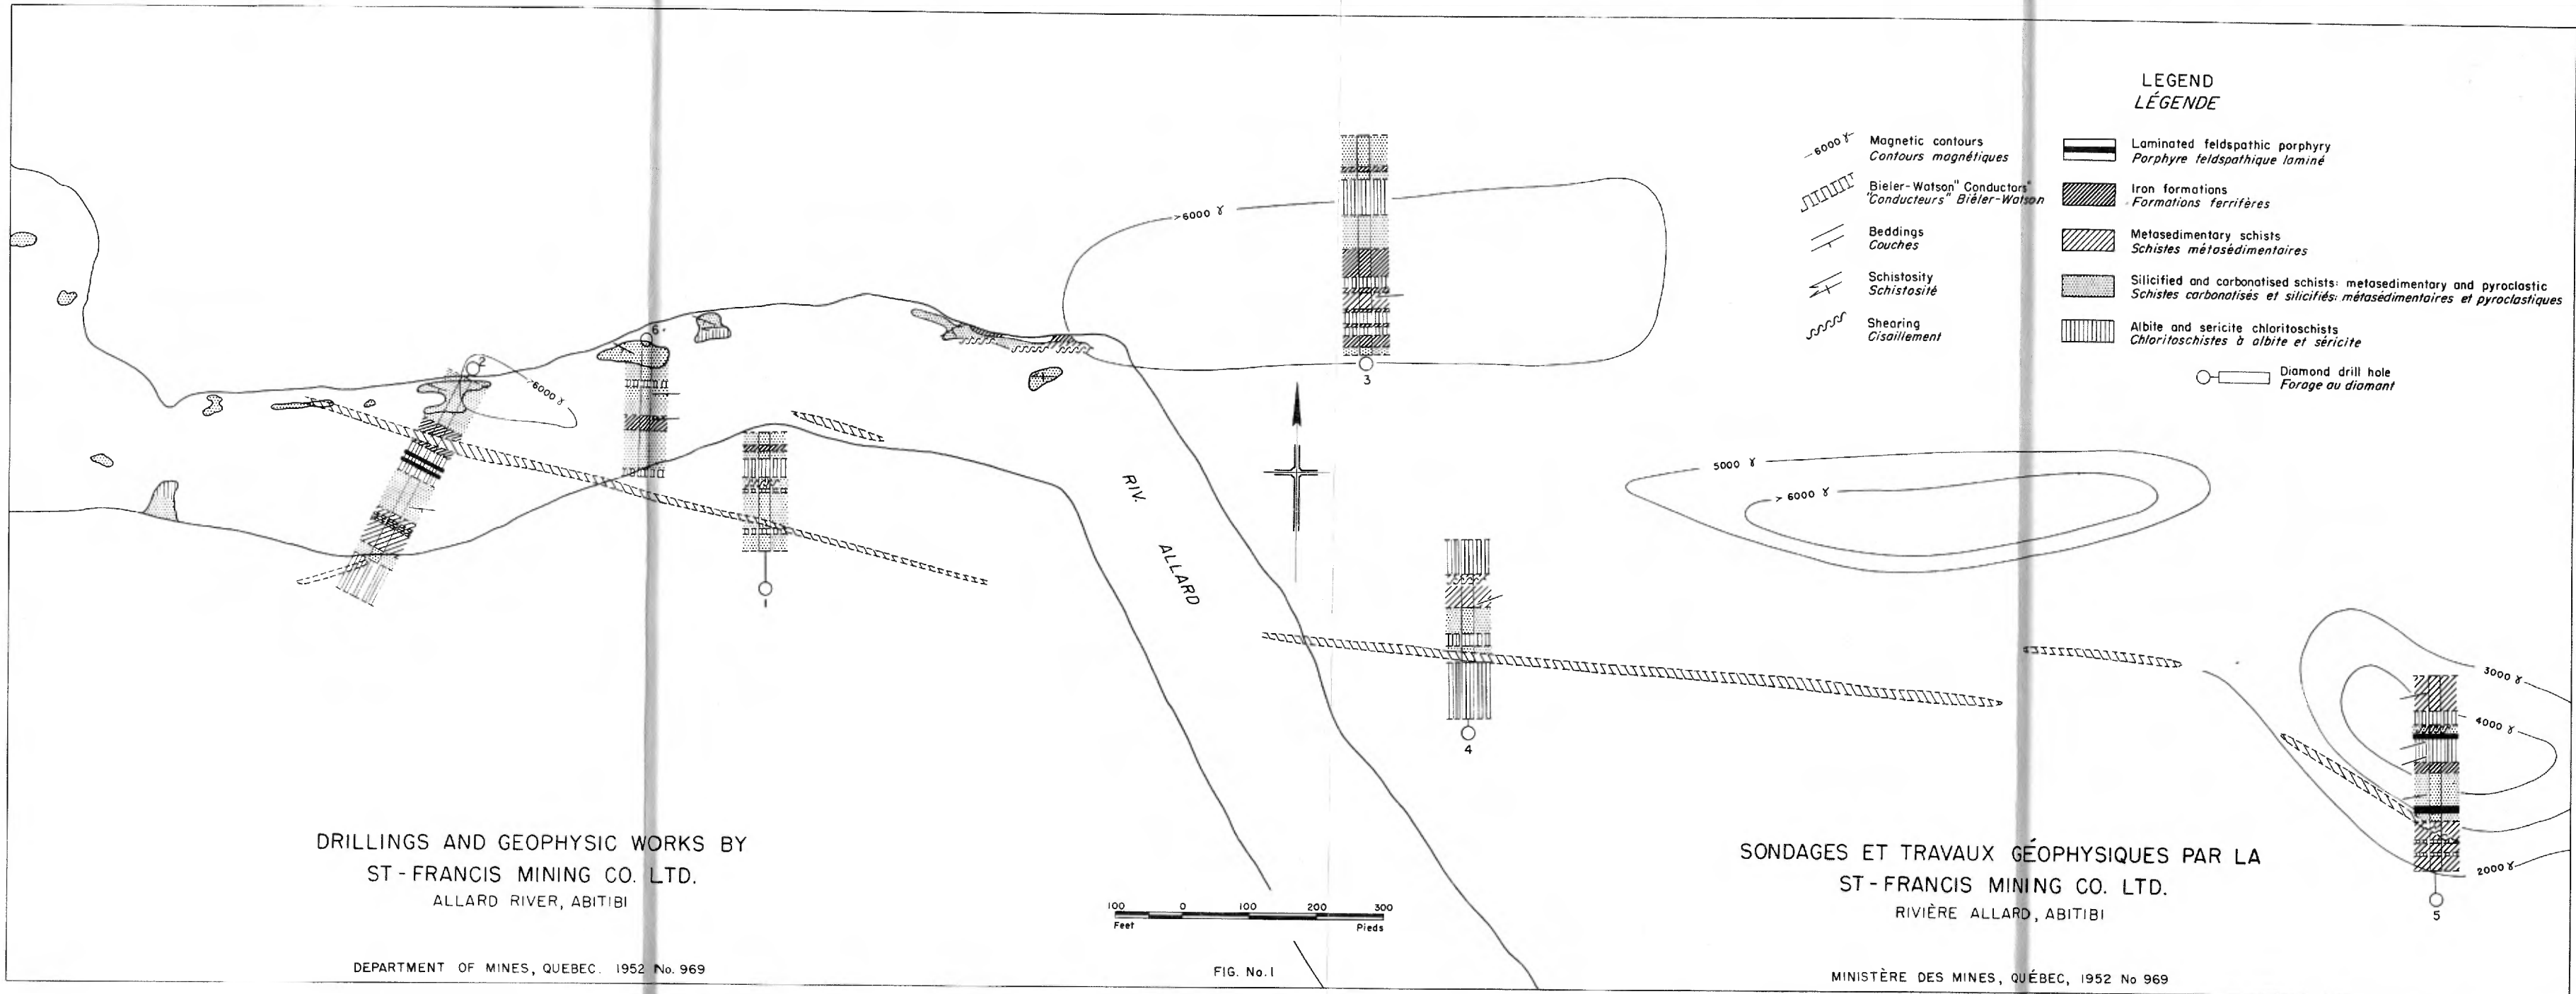 LEGEND
LÉGENDE
6000 γ
Magnetic contours
Contours magnétiques
Bieler-Watson" Conductors"
"Conducteurs" Biéler-Watson
Beddings
Couches
Schistosity
Schistosité
Shearing
Cisaillement
Laminated feldspathic porphyry
Porphyre feldspathique laminé
Iron formations
Formations ferrifères
Metasedimentary schists
Schistes métasédimentaires
Silicified and carbonatised schists: metasedimentary and pyroclastic
Schistes carbonatisés et silicifiés: métasédimentaires et pyroclastiques
Albite and sericite chloritoschists
Chloritoschistes à albite et séricite
Diamond drill hole
Forage au diamant
>6000 γ
6
2
>6000 γ
3
1
RIV.
ALLARD
5000 γ
> 6000 γ
4
3000 γ
4000 γ
2000 γ
5
DRILLINGS AND GEOPHYSIC WORKS BY
ST-FRANCIS MINING CO. LTD.
ALLARD RIVER, ABITIBI
DEPARTMENT OF MINES, QUEBEC. 1952 No. 969
100 0 100 200 300
Feet Pieds
FIG. No. 1
SONDAGES ET TRAVAUX GÉOPHYSIQUES PAR LA
ST-FRANCIS MINING CO. LTD.
RIVIÈRE ALLARD, ABITIBI
MINISTÈRE DES MINES, QUÉBEC, 1952 No 969